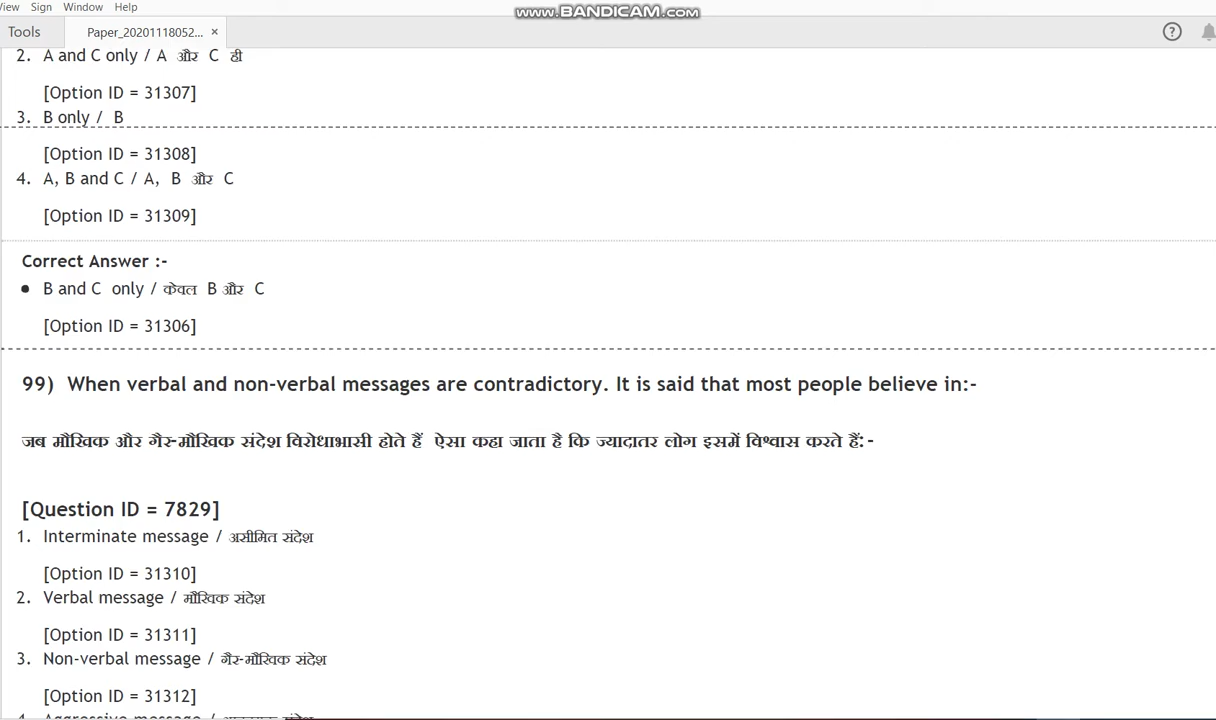 View Sign Window Help
www.BANDICAM.com
Tools Paper_20201118052... ×
2. A and C only / A और C ही
[Option ID = 31307]
3. B only / B
[Option ID = 31308]
4. A, B and C / A, B और C
[Option ID = 31309]
Correct Answer :-
• B and C only / केवल B और C
[Option ID = 31306]
99) When verbal and non-verbal messages are contradictory. It is said that most people believe in:-
जब मौखिक और गैर-मौखिक संदेश विरोधाभासी होते हैं ऐसा कहा जाता है कि ज्यादातर लोग इसमें विश्वास करते हैं:-
[Question ID = 7829]
1. Interminate message / असीमित संदेश
[Option ID = 31310]
2. Verbal message / मौखिक संदेश
[Option ID = 31311]
3. Non-verbal message / गैर-मौखिक संदेश
[Option ID = 31312]
4. Aggressive message / संदेश